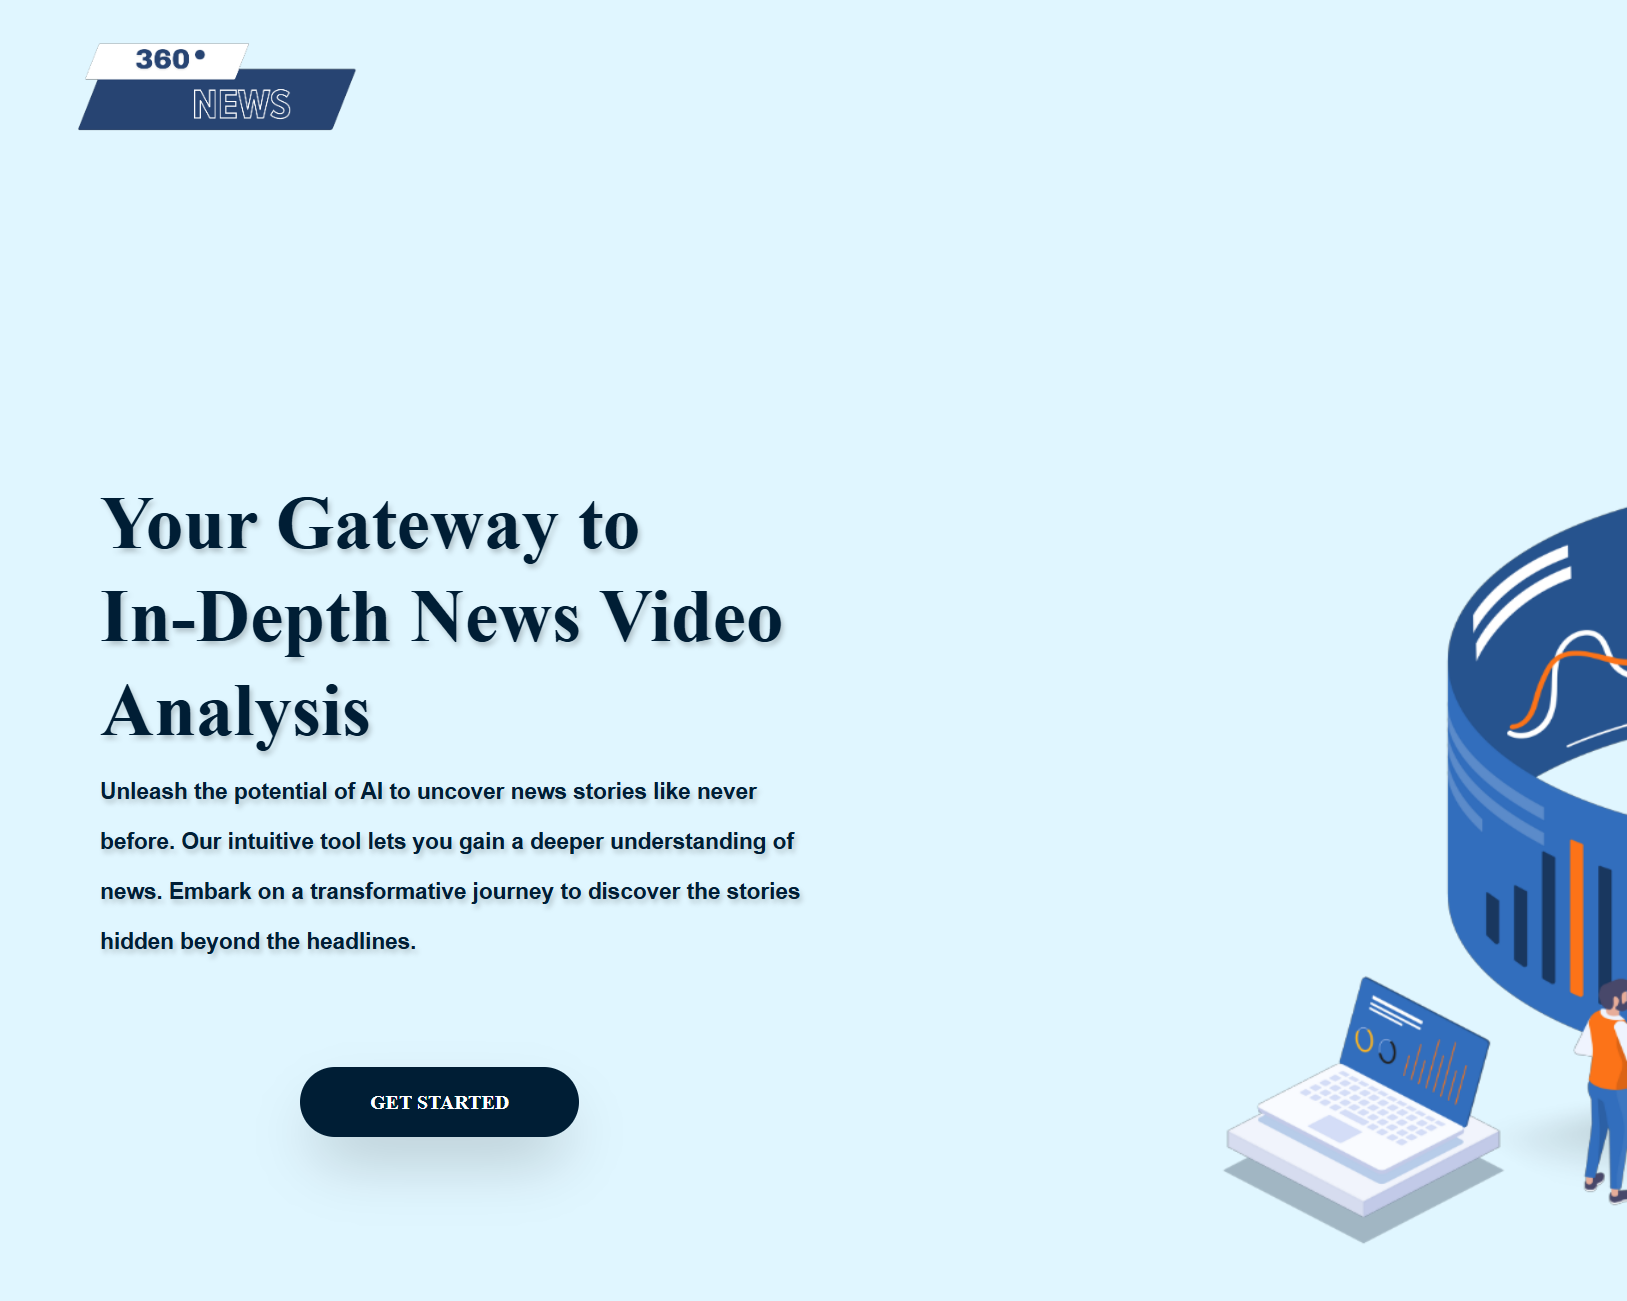 360°
NEWS
Your Gateway to
In-Depth News Video
Analysis
Unleash the potential of AI to uncover news stories like never
before. Our intuitive tool lets you gain a deeper understanding of
news. Embark on a transformative journey to discover the stories
hidden beyond the headlines.
GET STARTED